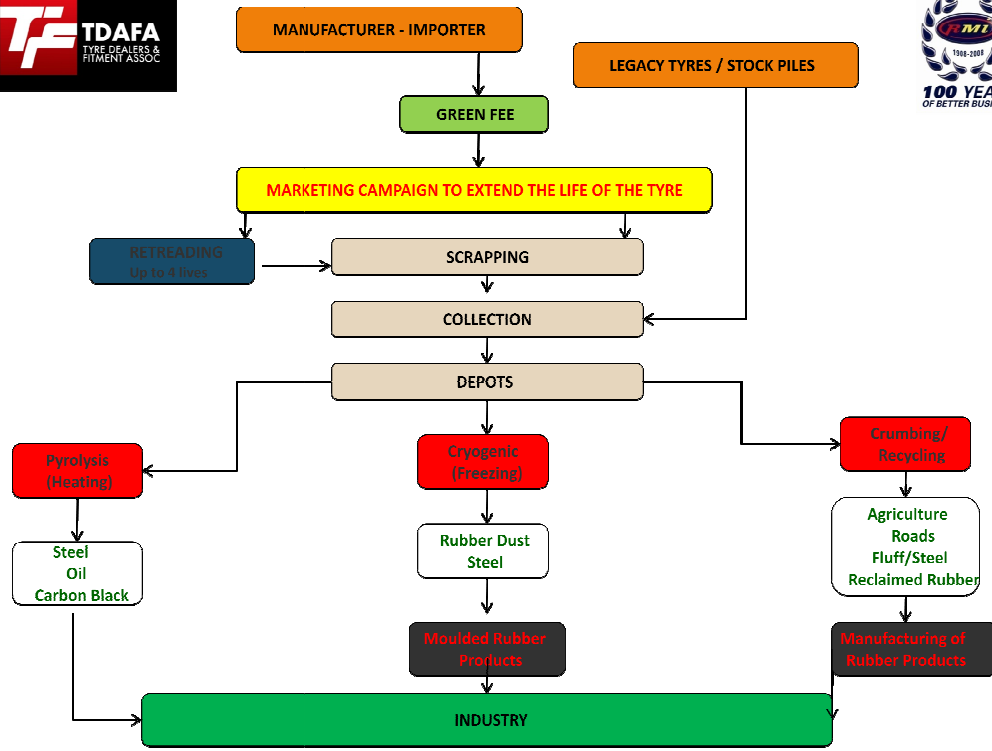 TDAFA
TYRE DEALERS &
FITMENT ASSOC
MANUFACTURER - IMPORTER
LEGACY TYRES / STOCK PILES
RMI
1908-2008
100 YEA
OF BETTER BUSI
GREEN FEE
MARKETING CAMPAIGN TO EXTEND THE LIFE OF THE TYRE
RETREADING
Up to 4 lives
SCRAPPING
COLLECTION
DEPOTS
Pyrolysis
(Heating)
Cryogenic
(Freezing)
Crumbing/
Recycling
Steel
Oil
Carbon Black
Rubber Dust
Steel
Agriculture
Roads
Fluff/Steel
Reclaimed Rubber
Moulded Rubber
Products
Manufacturing of
Rubber Products
INDUSTRY